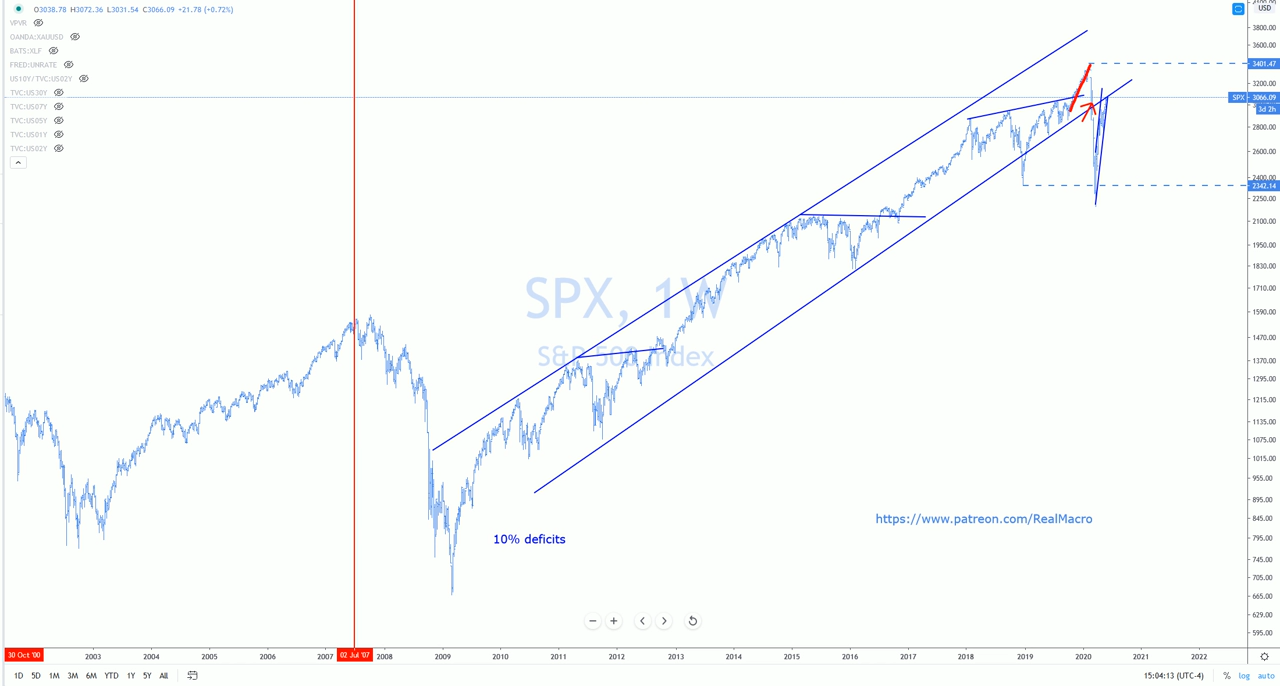 O3038.78 H3072.36 L3031.54 C3066.09 +21.78 (+0.72%)
VPVR
OANDA:XAUUSD
BATS:XLF
FRED:UNRATE
US10Y/TVC:US02Y
TVC:US30Y
TVC:US07Y
TVC:US05Y
TVC:US01Y
TVC:US02Y
SPX, 1W
S&P 500 Index
10% deficits
https://www.patreon.com/RealMacro
USD
3800.00
3600.00
3401.47
3200.00
SPX 3066.09
3d 2h
2800.00
2600.00
2400.00
2342.14
2250.00
2100.00
1950.00
1830.00
1710.00
1590.00
1470.00
1370.00
1295.00
1215.00
1135.00
1075.00
1015.00
955.00
895.00
845.00
795.00
745.00
705.00
665.00
629.00
595.00
30 Oct '00 2003 2004 2005 2006 2007 02 Jul '07 2008 2009 2010 2011 2012 2013 2014 2015 2016 2017 2018 2019 2020 2021 2022
1D 5D 1M 3M 6M YTD 1Y 5Y All 15:04:13 (UTC-4) % log auto